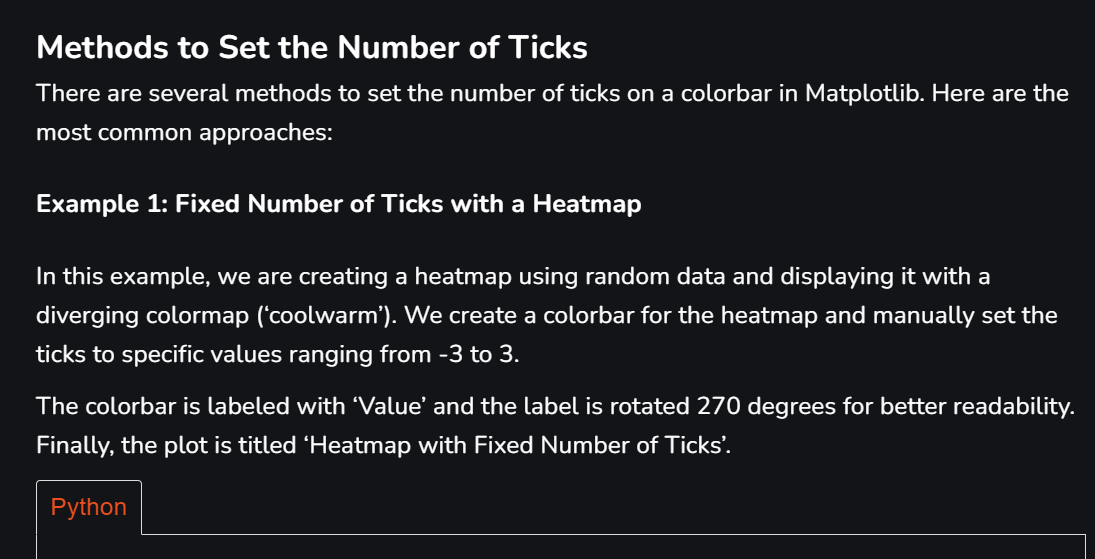 Methods to Set the Number of Ticks
There are several methods to set the number of ticks on a colorbar in Matplotlib. Here are the
most common approaches:
Example 1: Fixed Number of Ticks with a Heatmap
In this example, we are creating a heatmap using random data and displaying it with a
diverging colormap (‘coolwarm’). We create a colorbar for the heatmap and manually set the
ticks to specific values ranging from -3 to 3.
The colorbar is labeled with ‘Value’ and the label is rotated 270 degrees for better readability.
Finally, the plot is titled ‘Heatmap with Fixed Number of Ticks’.
Python